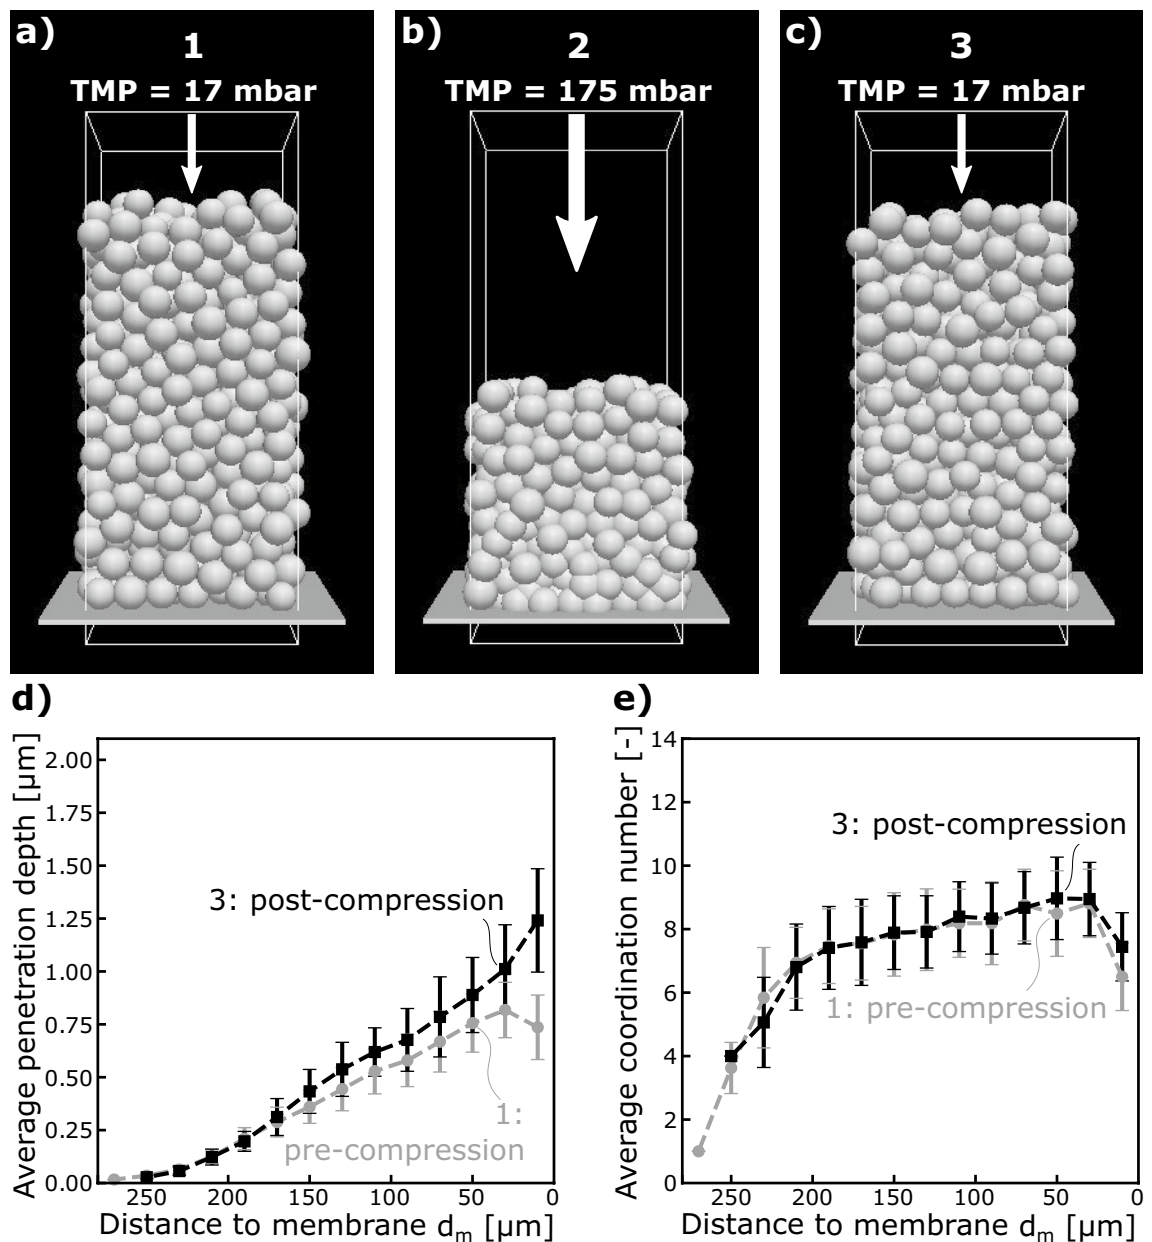 a)
1
TMP = 17 mbar
b)
2
TMP = 175 mbar
c)
3
TMP = 17 mbar
d)
Average penetration depth [µm]
2.00
1.75
1.50
1.25
1.00
0.75
0.50
0.25
0.00
3: post-compression
1:
pre-compression
250 200 150 100 50 0
Distance to membrane dm [µm]
e)
Average coordination number [-]
14
12
10
8
6
4
2
0
3: post-compression
1: pre-compression
250 200 150 100 50 0
Distance to membrane dm [µm]